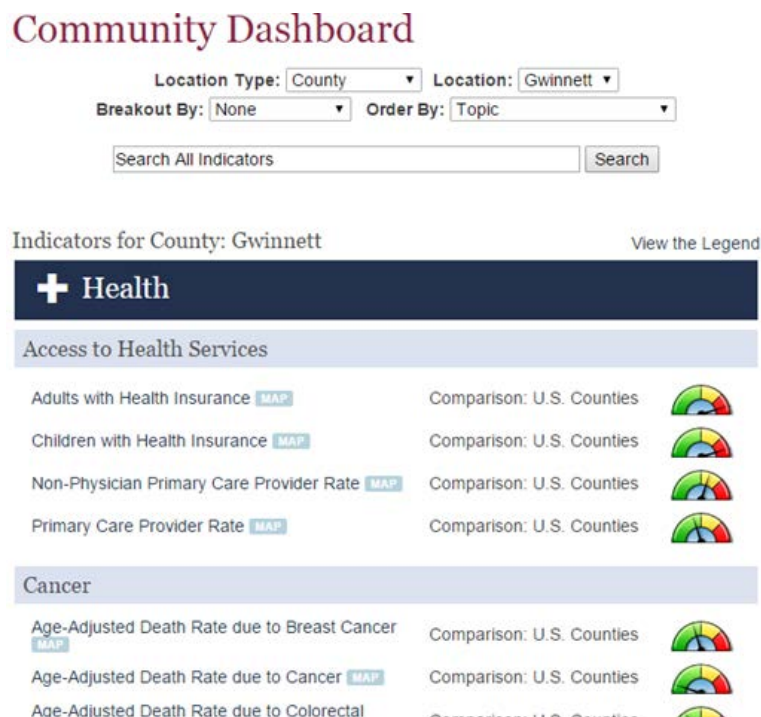 Community Dashboard
Location Type: County Location: Gwinnett
Breakout By: None Order By: Topic
Search All Indicators Search
Indicators for County: Gwinnett View the Legend
Health
Access to Health Services
Adults with Health Insurance MAP Comparison: U.S. Counties
Children with Health Insurance MAP Comparison: U.S. Counties
Non-Physician Primary Care Provider Rate MAP Comparison: U.S. Counties
Primary Care Provider Rate MAP Comparison: U.S. Counties
Cancer
Age-Adjusted Death Rate due to Breast Cancer
MAP Comparison: U.S. Counties
Age-Adjusted Death Rate due to Cancer MAP Comparison: U.S. Counties
Age-Adjusted Death Rate due to Colorectal